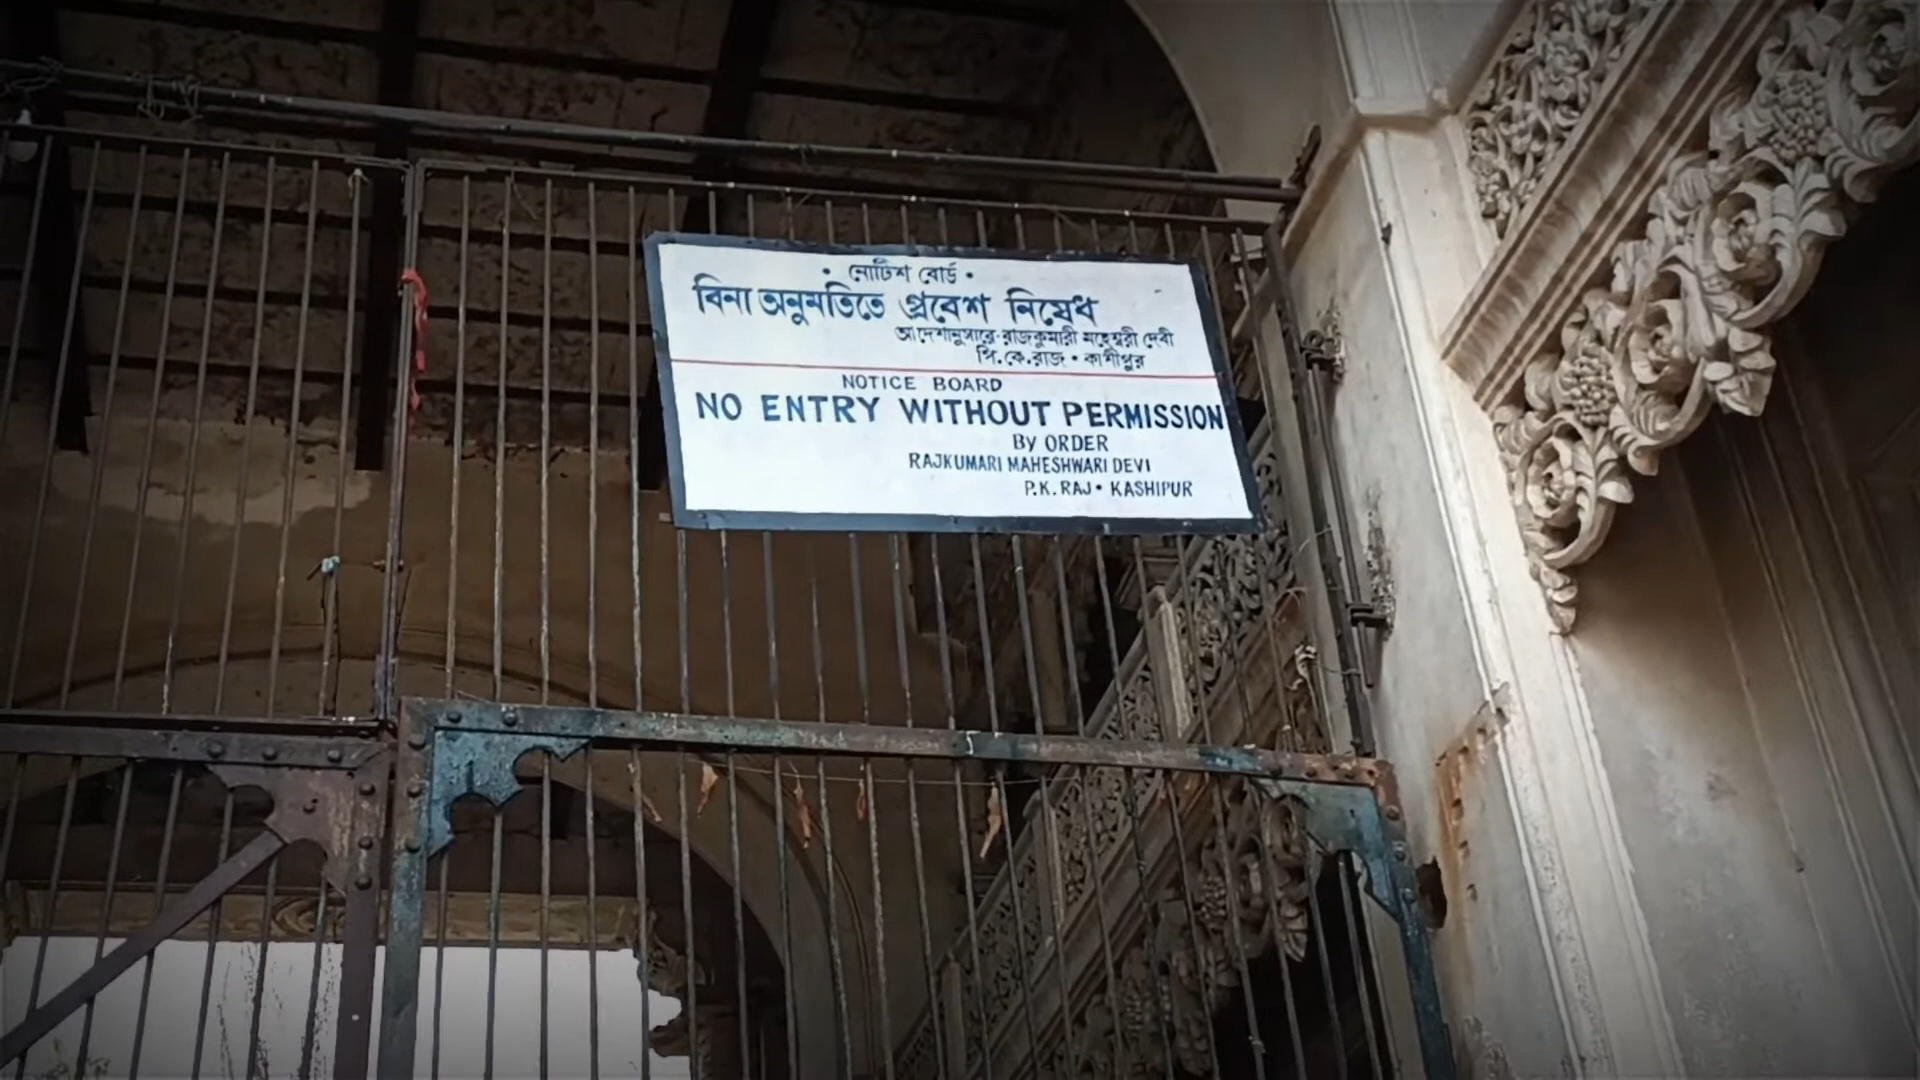 • নোটিশ বোর্ড •
বিনা অনুমতিতে প্রবেশ নিষেধ
আদেশানুসারে-রাজকুমারী মহেশ্বরী দেবী
পি.কে.রাজ • কাশীপুর
NOTICE BOARD
NO ENTRY WITHOUT PERMISSION
By ORDER
RAJKUMARI MAHESHWARI DEVI
P.K. RAJ • KASHIPUR